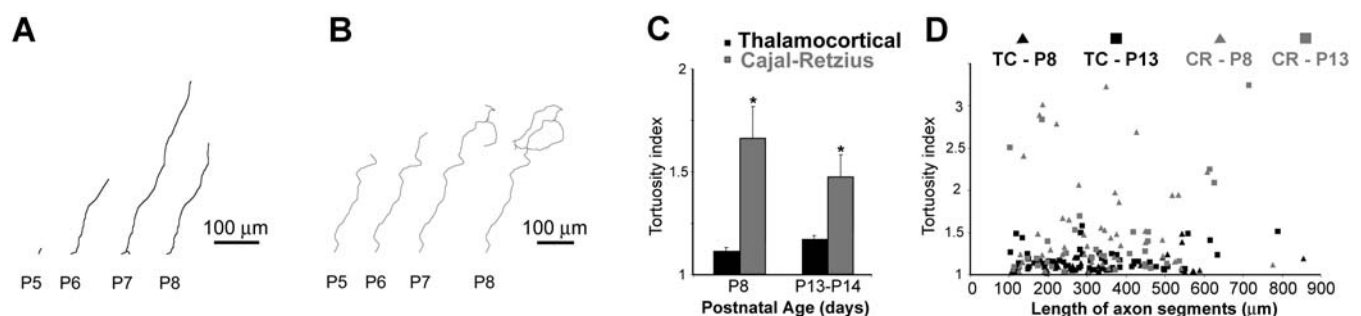 A
100 µm
P5 P6 P7 P8
B
100 µm
P5 P6 P7 P8
C
Thalamocortical
Cajal-Retzius
2
1.5
1
Tortuosity index
* *
P8 P13-P14
Postnatal Age (days)
D
TC - P8 TC - P13 CR - P8 CR - P13
Tortuosity index
3
2.5
2
1.5
1
0 100 200 300 400 500 600 700 800 900
Length of axon segments (µm)